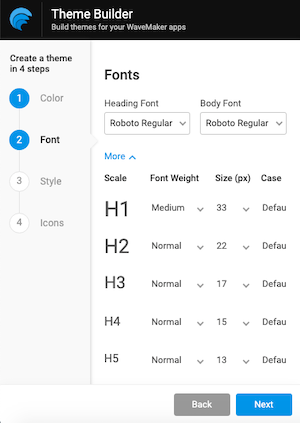 Theme Builder
Build themes for your WaveMaker apps
Create a theme
in 4 steps
1 Color
2 Font
3 Style
4 Icons
Fonts
Heading Font Body Font
Roboto Regular Roboto Regular
More
Scale Font Weight Size (px) Case
H1 Medium 33 Defau
H2 Normal 22 Defau
H3 Normal 17 Defau
H4 Normal 15 Defau
H5 Normal 13 Defau
Back Next